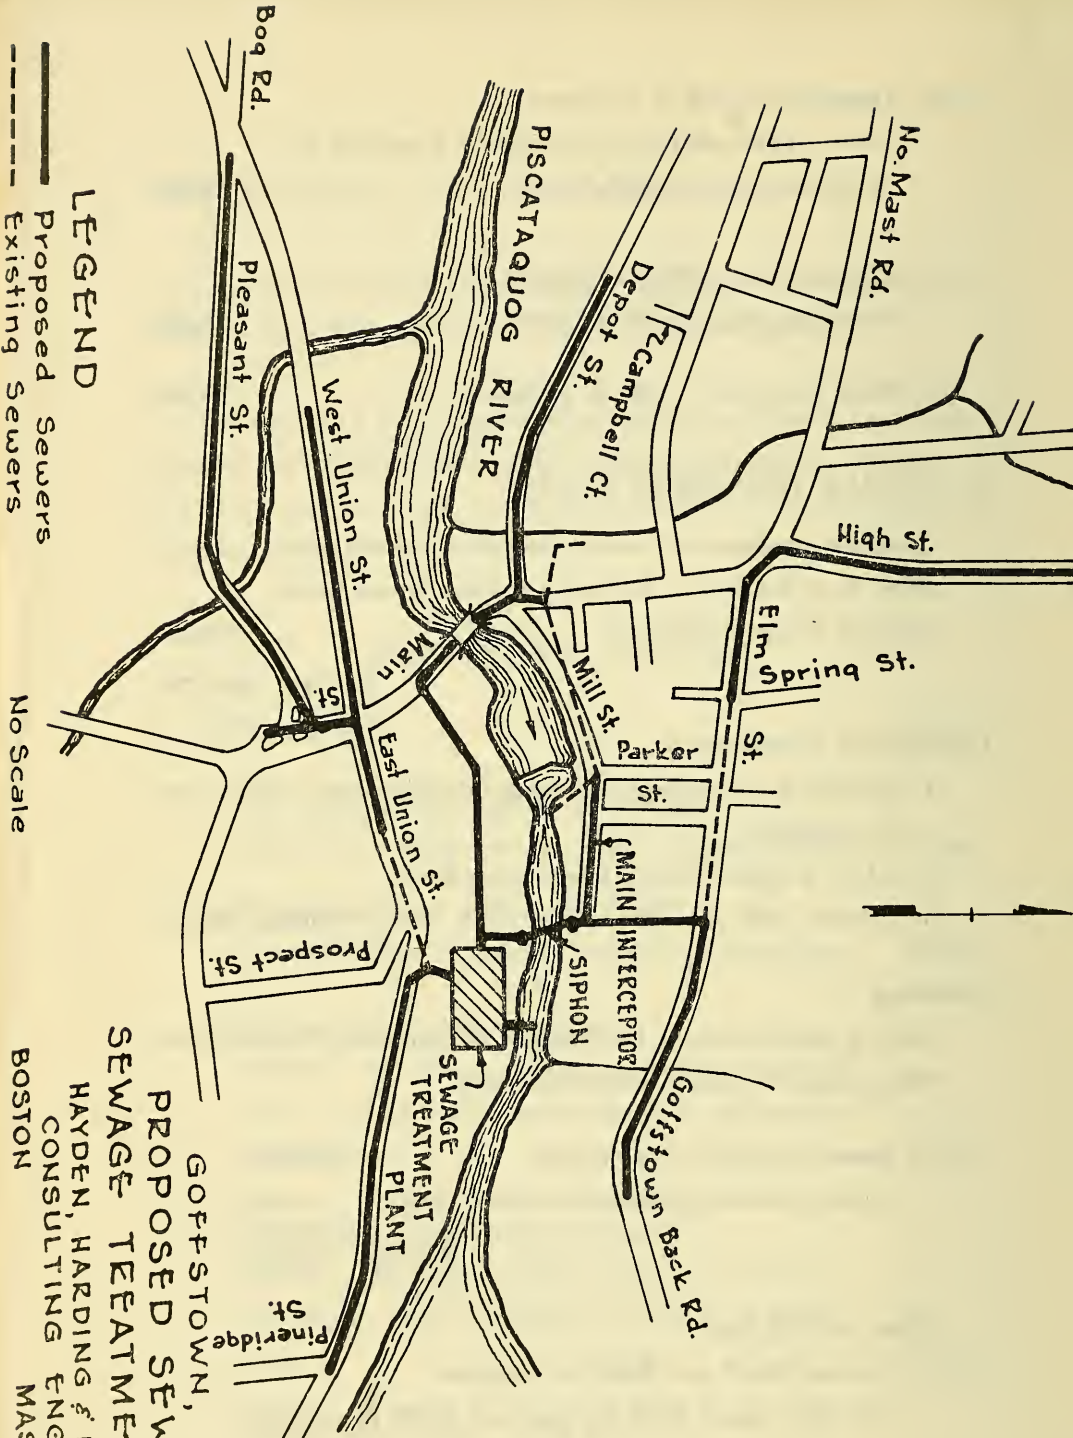 No. Mast Rd.
High St.
Elm
Spring St.
St.
Campbell Ct.
Depot St.
Bog Rd.
PISCATAQUOG RIVER
Mill St.
Parker
St.
MAIN INTERCEPTOR
Goffstown Back Rd.
SIPHON
Main
St.
West Union St.
East Union St.
Pleasant St.
Prospect St.
SEWAGE
TREATMENT
PLANT
Pineridge
St.
LEGEND
Proposed Sewers
Existing Sewers
No Scale
GOFFSTOWN,
PROPOSED SEW
SEWAGE TREATME
HAYDEN, HARDING &
CONSULTING ENG
BOSTON MAS